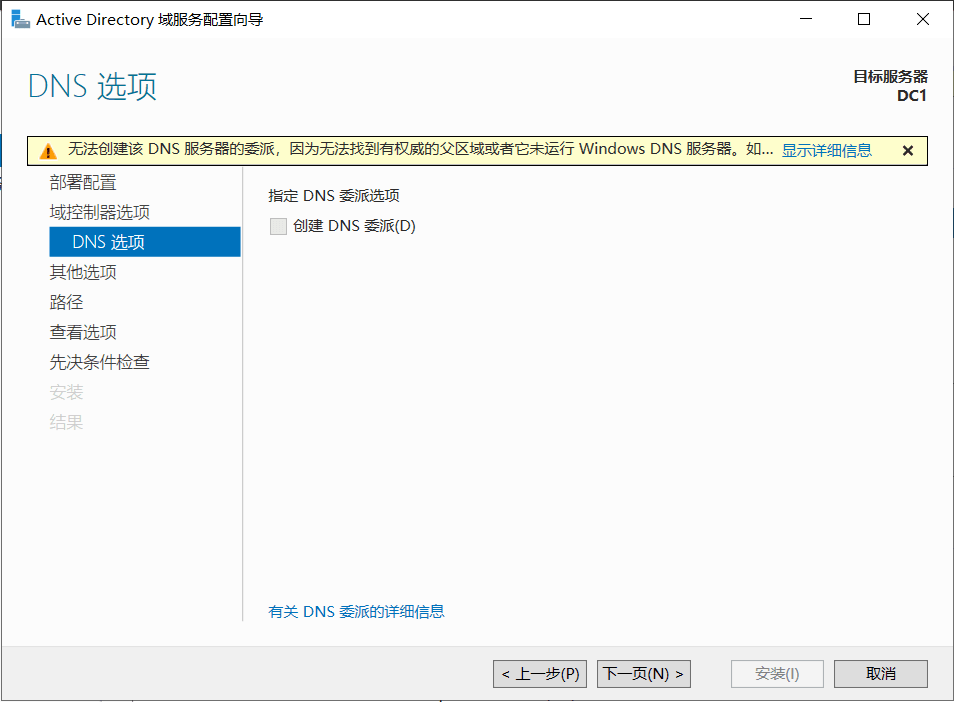 Active Directory 域服务配置向导
DNS 选项
目标服务器
DC1
无法创建该 DNS 服务器的委派，因为无法找到有权威的父区域或者它未运行 Windows DNS 服务器。如... 显示详细信息
部署配置
域控制器选项
DNS 选项
其他选项
路径
查看选项
先决条件检查
安装
结果
指定 DNS 委派选项
创建 DNS 委派(D)
有关 DNS 委派的详细信息
< 上一步(P) 下一页(N) > 安装(I) 取消